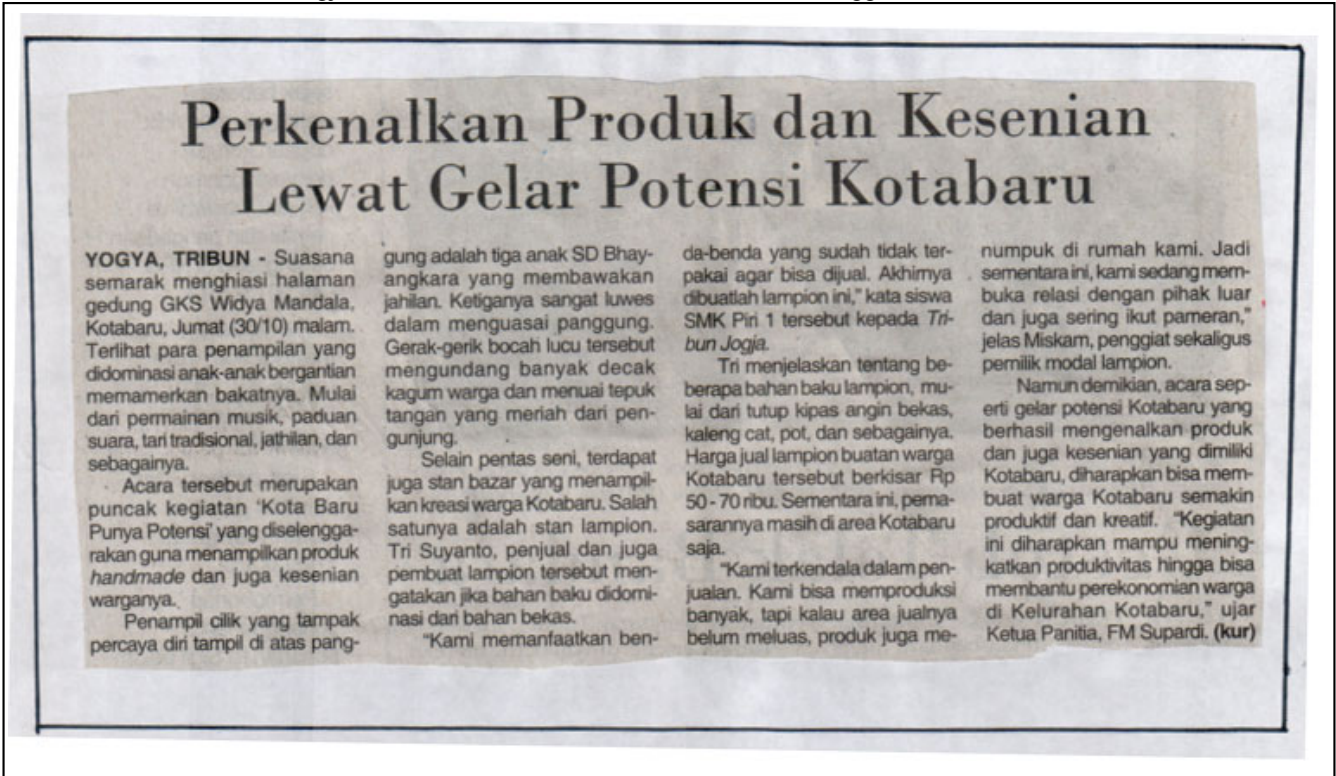 Perkenalkan Produk dan Kesenian
Lewat Gelar Potensi Kotabaru
YOGYA, TRIBUN - Suasana
semarak menghiasi halaman
gedung GKS Widya Mandala,
Kotabaru, Jumat (30/10) malam.
Terlihat para penampilan yang
didominasi anak-anak bergantian
memamerkan bakatnya. Mulai
dari permainan musik, paduan
suara, tari tradisional, jathilan, dan
sebagainya.
Acara tersebut merupakan
puncak kegiatan 'Kota Baru
Punya Potensi' yang diselengga-
rakan guna menampilkan produk
handmade dan juga kesenian
warganya.
Penampil cilik yang tampak
percaya diri tampil di atas pang-
gung adalah tiga anak SD Bhay-
angkara yang membawakan
jahilan. Ketiganya sangat luwes
dalam menguasai panggung.
Gerak-gerik bocah lucu tersebut
mengundang banyak decak
kagum warga dan menuai tepuk
tangan yang meriah dari pen-
gunjung.
Selain pentas seni, terdapat
juga stan bazar yang menampil-
kan kreasi warga Kotabaru. Salah
satunya adalah stan lampion.
Tri Suyanto, penjual dan juga
pembuat lampion tersebut men-
gatakan jika bahan baku didomi-
nasi dari bahan bekas.
"Kami memanfaatkan ben-
da-benda yang sudah tidak ter-
pakai agar bisa dijual. Akhirnya
dibuatlah lampion ini," kata siswa
SMK Piri 1 tersebut kepada Tri-
bun Jogja.
Tri menjelaskan tentang be-
berapa bahan baku lampion, mu-
lai dari tutup kipas angin bekas,
kaleng cat, pot, dan sebagainya.
Harga jual lampion buatan warga
Kotabaru tersebut berkisar Rp
50 - 70 ribu. Sementara ini, pema-
sarannya masih di area Kotabaru
saja.
"Kami terkendala dalam pen-
jualan. Kami bisa memproduksi
banyak, tapi kalau area jualnya
belum meluas, produk juga me-
numpuk di rumah kami. Jadi
sementara ini, kami sedang mem-
buka relasi dengan pihak luar
dan juga sering ikut pameran,"
jelas Miskam, penggiat sekaligus
pemilik modal lampion.
Namun demikian, acara sep-
erti gelar potensi Kotabaru yang
berhasil mengenalkan produk
dan juga kesenian yang dimiliki
Kotabaru, diharapkan bisa mem-
buat warga Kotabaru semakin
produktif dan kreatif. "Kegiatan
ini diharapkan mampu mening-
katkan produktivitas hingga bisa
membantu perekonomian warga
di Kelurahan Kotabaru," ujar
Ketua Panitia, FM Supardi. (kur)